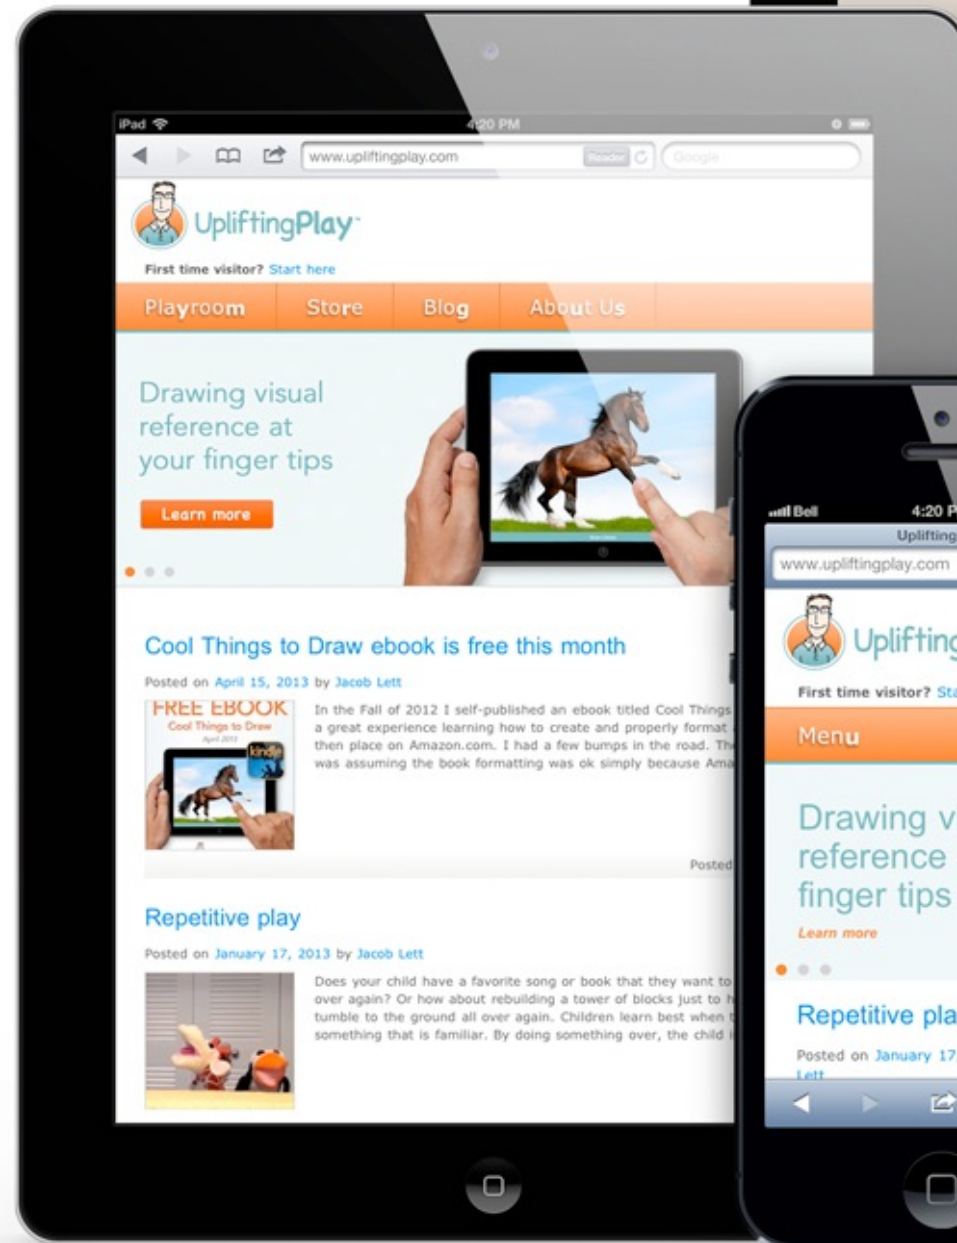 iPad
4:20 PM
www.upliftingplay.com
Reader
Google
UpliftingPlay
First time visitor? Start here
Playroom
Store
Blog
About Us
Drawing visual
reference at
your finger tips
Learn more
Cool Things to Draw ebook is free this month
Posted on April 15, 2013 by Jacob Lett
FREE EBOOK
Cool Things to Draw
April 2013
kindle
In the Fall of 2012 I self-published an ebook titled Cool Things
a great experience learning how to create and properly format
then place on Amazon.com. I had a few bumps in the road. The
was assuming the book formatting was ok simply because Ama
Posted
Repetitive play
Posted on January 17, 2013 by Jacob Lett
Does your child have a favorite song or book that they want to
over again? Or how about rebuilding a tower of blocks just to h
tumble to the ground all over again. Children learn best when t
something that is familiar. By doing something over, the child i
Bell
4:20 P
Uplifting
www.upliftingplay.com
Uplifting
First time visitor? Sta
Menu
Drawing v
reference
finger tips
Learn more
Repetitive pla
Posted on January 17,
Lett